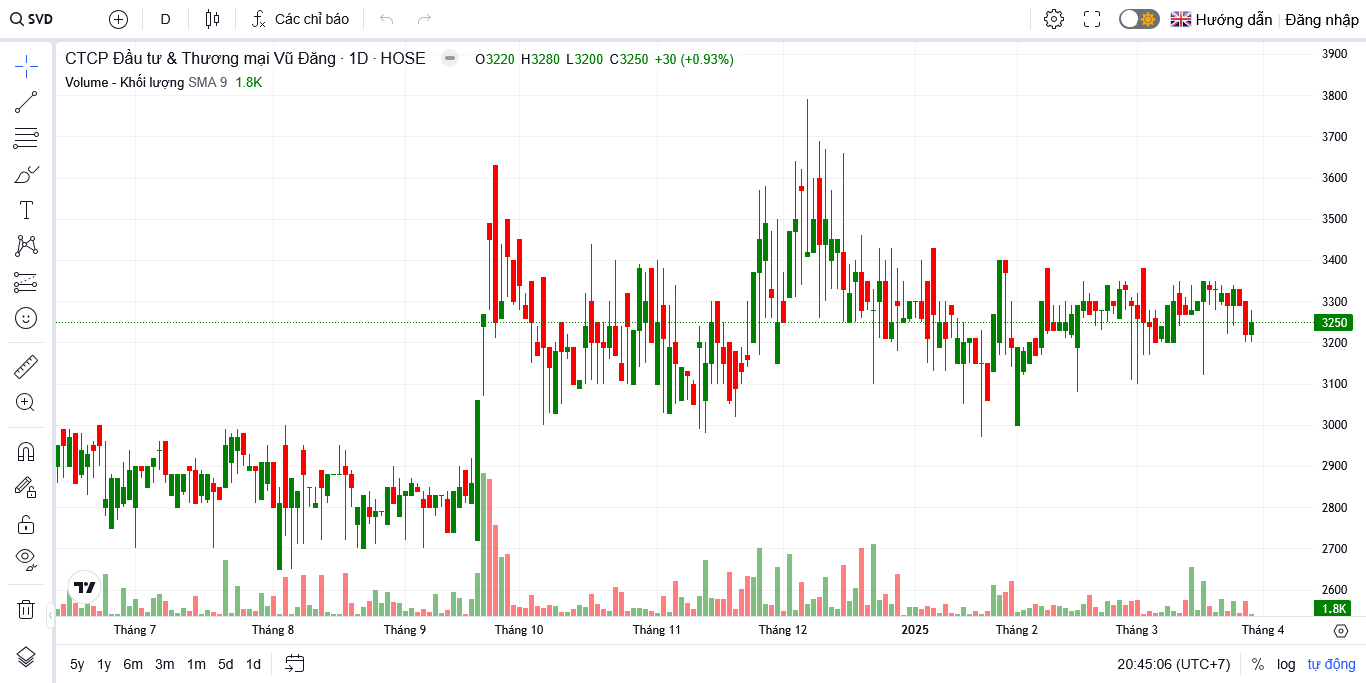 SVD D Các chỉ báo Hướng dẫn Đăng nhập
CTCP Đầu tư & Thương mại Vũ Đăng · 1D · HOSE O3220 H3280 L3200 C3250 +30 (+0.93%)
Volume - Khối lượng SMA 9 1.8K
3900
3800
3700
3600
3500
3400
3300
3250
3200
3100
3000
2900
2800
2700
2600
1.8K
Tháng 7 Tháng 8 Tháng 9 Tháng 10 Tháng 11 Tháng 12 2025 Tháng 2 Tháng 3 Tháng 4
5y 1y 6m 3m 1m 5d 1d 20:45:06 (UTC+7) % log tự động